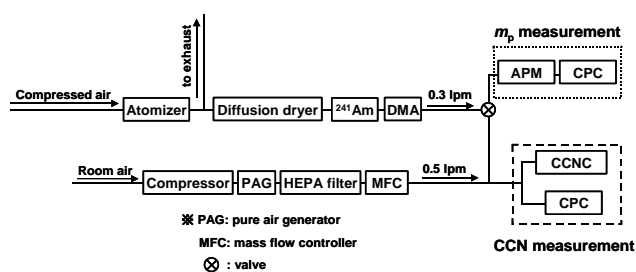 m_p measurement
to exhaust
Compressed air
Atomizer
Diffusion dryer
²⁴¹Am
DMA
0.3 lpm
APM
CPC
Room air
Compressor
PAG
HEPA filter
MFC
0.5 lpm
CCNC
CPC
CCN measurement
※ PAG: pure air generator
MFC: mass flow controller
⊗ : valve